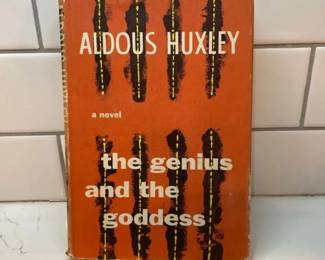 ALDOUS HUXLEY
a novel
the genius
and the
goddess